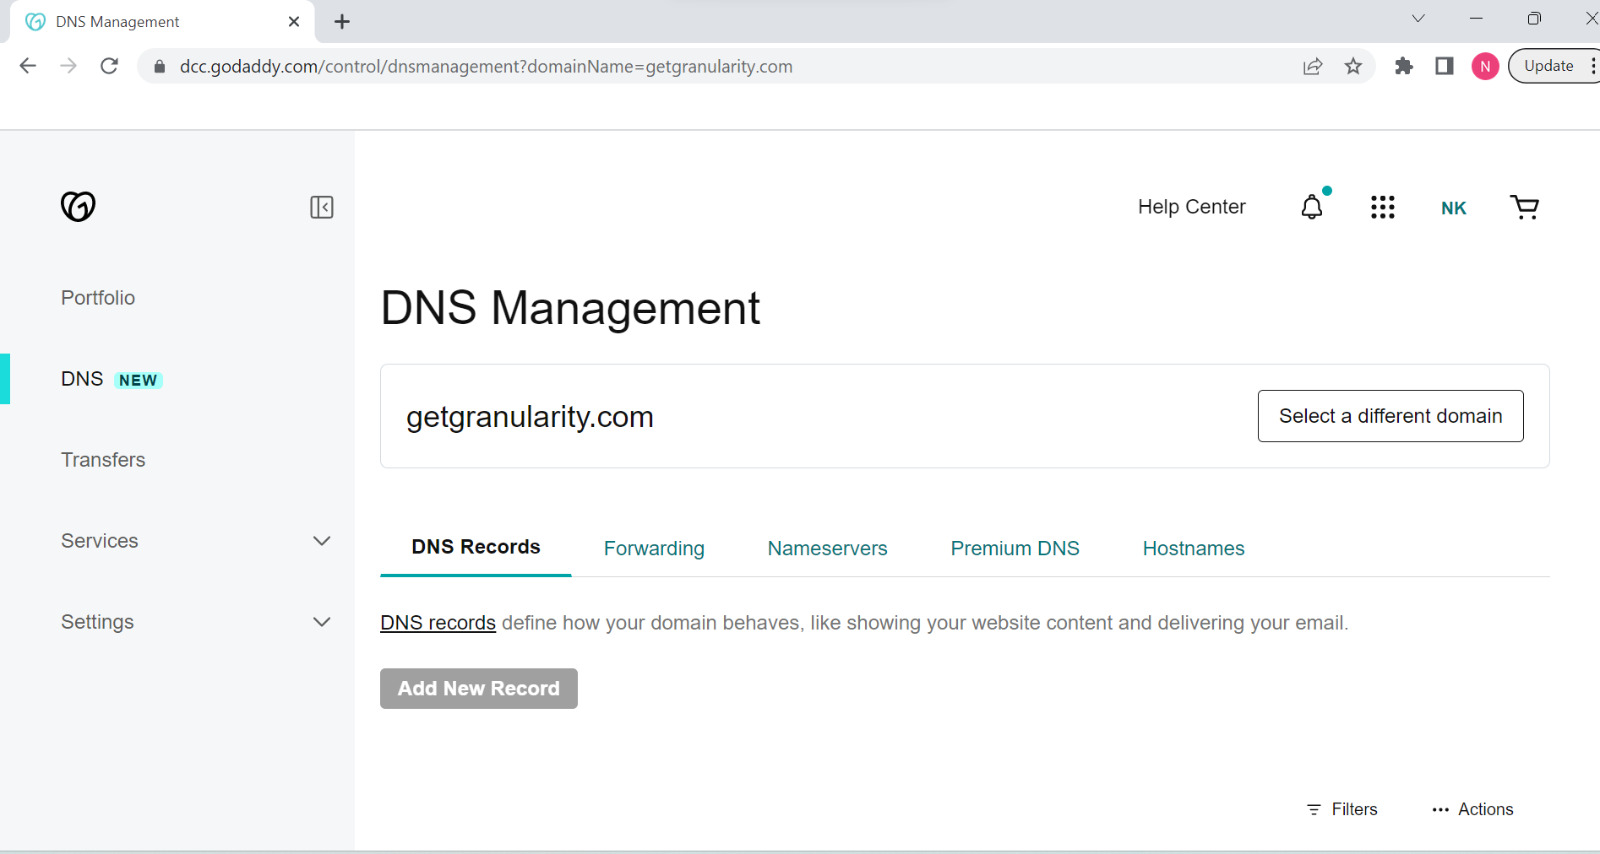 DNS Management
dcc.godaddy.com/control/dnsmanagement?domainName=getgranularity.com
N
Update
Help Center
NK
Portfolio
DNS NEW
Transfers
Services
Settings
DNS Management
getgranularity.com
Select a different domain
DNS Records Forwarding Nameservers Premium DNS Hostnames
DNS records define how your domain behaves, like showing your website content and delivering your email.
Add New Record
Filters
Actions